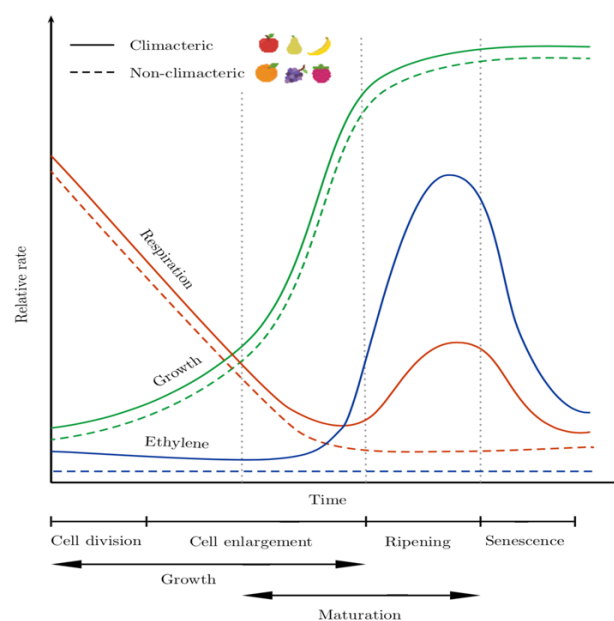 Climacteric
Non-climacteric
Relative rate
Respiration
Growth
Ethylene
Time
Cell division
Cell enlargement
Ripening
Senescence
Growth
Maturation